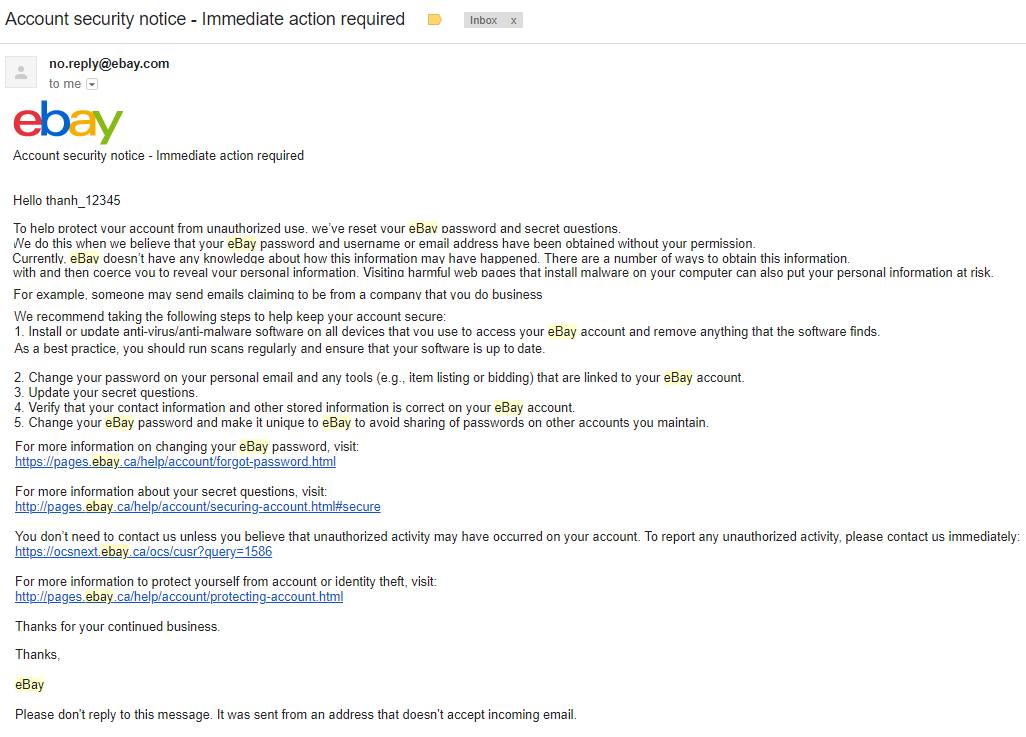 Account security notice - Immediate action required
Inbox x
no.reply@ebay.com
to me
ebay
Account security notice - Immediate action required
Hello thanh_12345
To help protect your account from unauthorized use, we've reset your eBay password and secret questions.
We do this when we believe that your eBay password and username or email address have been obtained without your permission.
Currently, eBay doesn't have any knowledge about how this information may have happened. There are a number of ways to obtain this information.
with and then coerce you to reveal your personal information. Visiting harmful web pages that install malware on your computer can also put your personal information at risk.
For example, someone may send emails claiming to be from a company that you do business
We recommend taking the following steps to help keep your account secure:
1. Install or update anti-virus/anti-malware software on all devices that you use to access your eBay account and remove anything that the software finds.
As a best practice, you should run scans regularly and ensure that your software is up to date.
2. Change your password on your personal email and any tools (e.g., item listing or bidding) that are linked to your eBay account.
3. Update your secret questions.
4. Verify that your contact information and other stored information is correct on your eBay account.
5. Change your eBay password and make it unique to eBay to avoid sharing of passwords on other accounts you maintain.
For more information on changing your eBay password, visit:
https://pages.ebay.ca/help/account/forgot-password.html
For more information about your secret questions, visit:
http://pages.ebay.ca/help/account/securing-account.html#secure
You don't need to contact us unless you believe that unauthorized activity may have occurred on your account. To report any unauthorized activity, please contact us immediately:
https://ocsnext.ebay.ca/ocs/cusr?query=1586
For more information to protect yourself from account or identity theft, visit:
http://pages.ebay.ca/help/account/protecting-account.html
Thanks for your continued business.
Thanks,
eBay
Please don't reply to this message. It was sent from an address that doesn't accept incoming email.